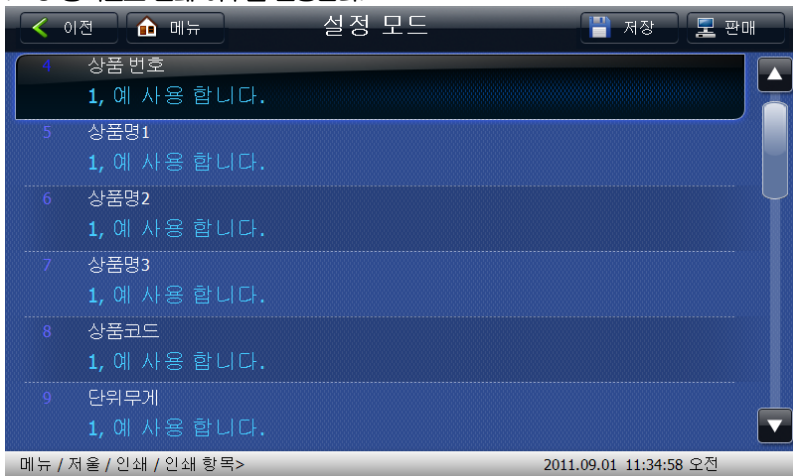 이전
메뉴
설정 모드
저장
판매
4 상품 번호
1, 예 사용 합니다.
5 상품명1
1, 예 사용 합니다.
6 상품명2
1, 예 사용 합니다.
7 상품명3
1, 예 사용 합니다.
8 상품코드
1, 예 사용 합니다.
9 단위무게
1, 예 사용 합니다.
메뉴 / 저울 / 인쇄 / 인쇄 항목>
2011.09.01 11:34:58 오전